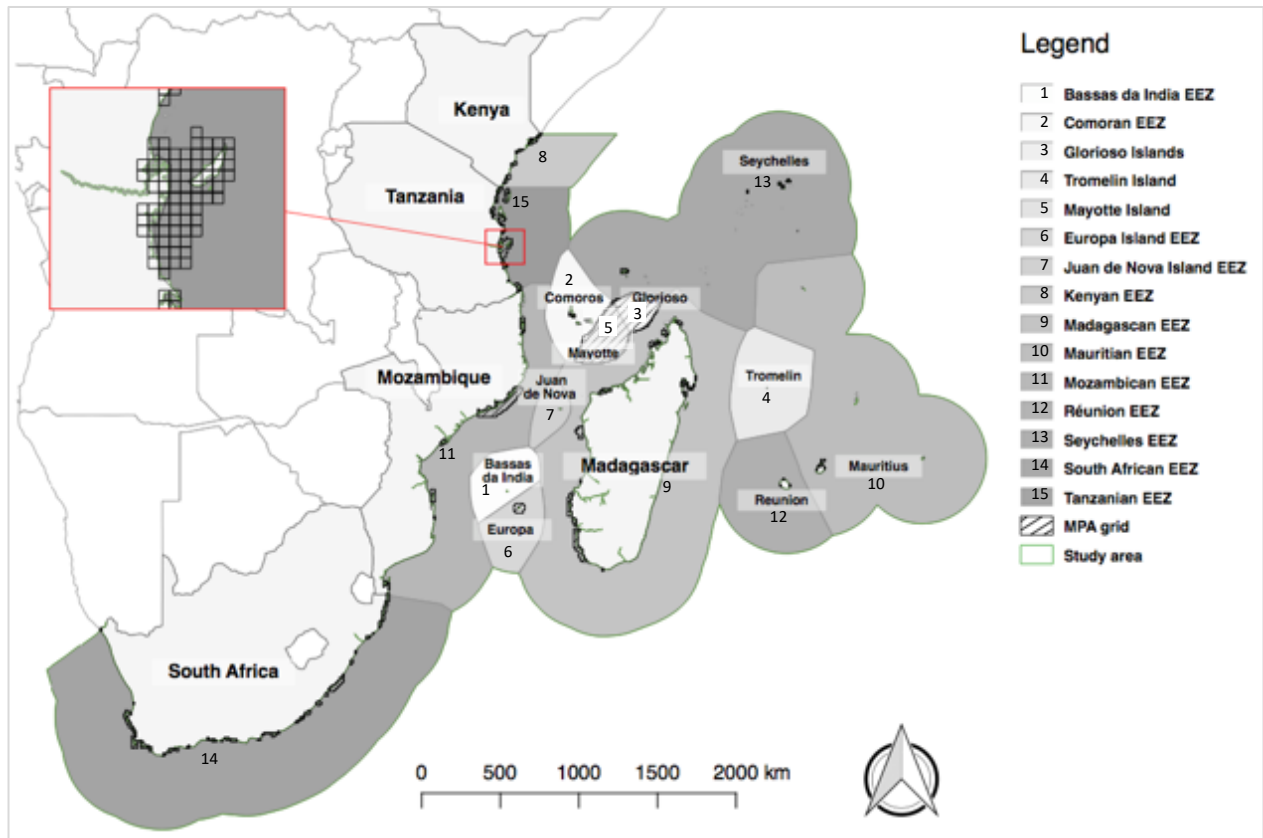 Legend
1 Bassas da India EEZ
2 Comoran EEZ
3 Glorioso Islands
4 Tromelin Island
5 Mayotte Island
6 Europa Island EEZ
7 Juan de Nova Island EEZ
8 Kenyan EEZ
9 Madagascan EEZ
10 Mauritian EEZ
11 Mozambican EEZ
12 Réunion EEZ
13 Seychelles EEZ
14 South African EEZ
15 Tanzanian EEZ
MPA grid
Study area
Kenya
8
Seychelles
13
Tanzania
15
2
Comoros
Glorioso
3
5
Mayotte
Mozambique
Juan
de Nova
7
Tromelin
4
11
Bassas
da India
1
Madagascar
9
Mauritius
10
Reunion
12
Europa
6
South Africa
14
0 500 1000 1500 2000 km